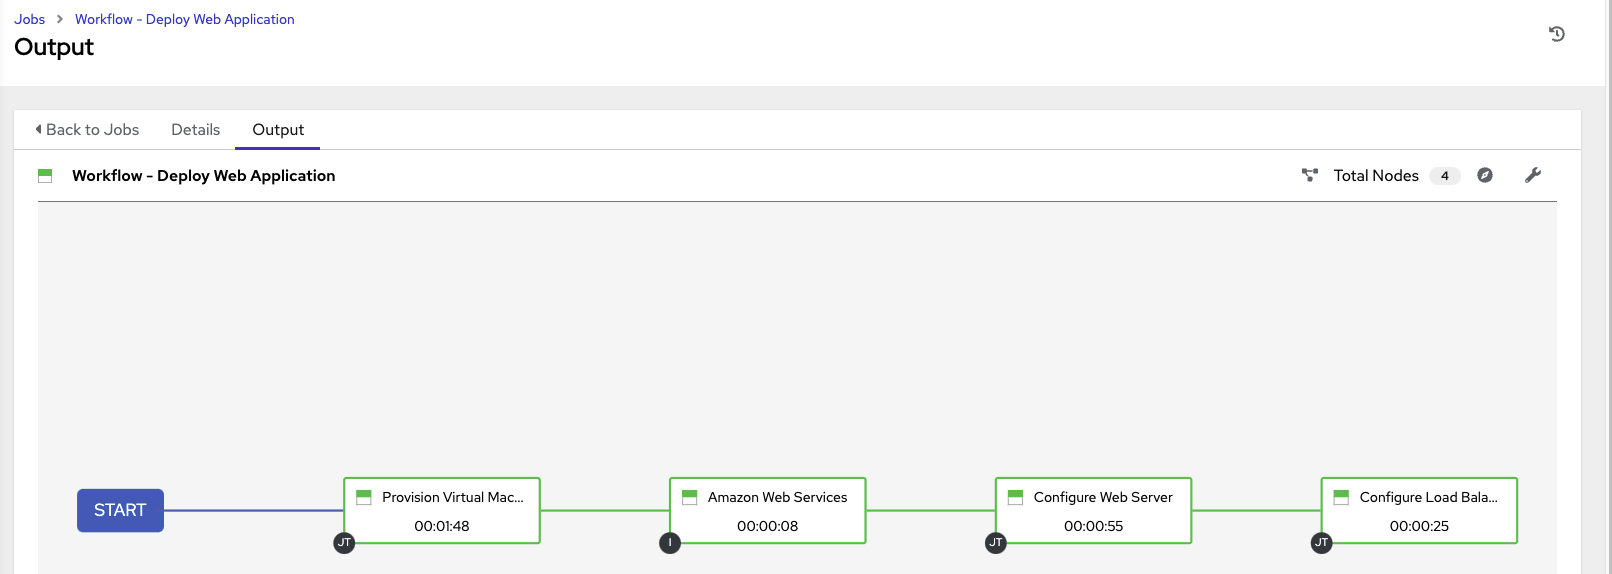 Jobs > Workflow - Deploy Web Application
Output
Back to Jobs Details Output
Workflow - Deploy Web Application Total Nodes 4
START
Provision Virtual Mac...
00:01:48
JT
Amazon Web Services
00:00:08
I
Configure Web Server
00:00:55
JT
Configure Load Bala...
00:00:25
JT